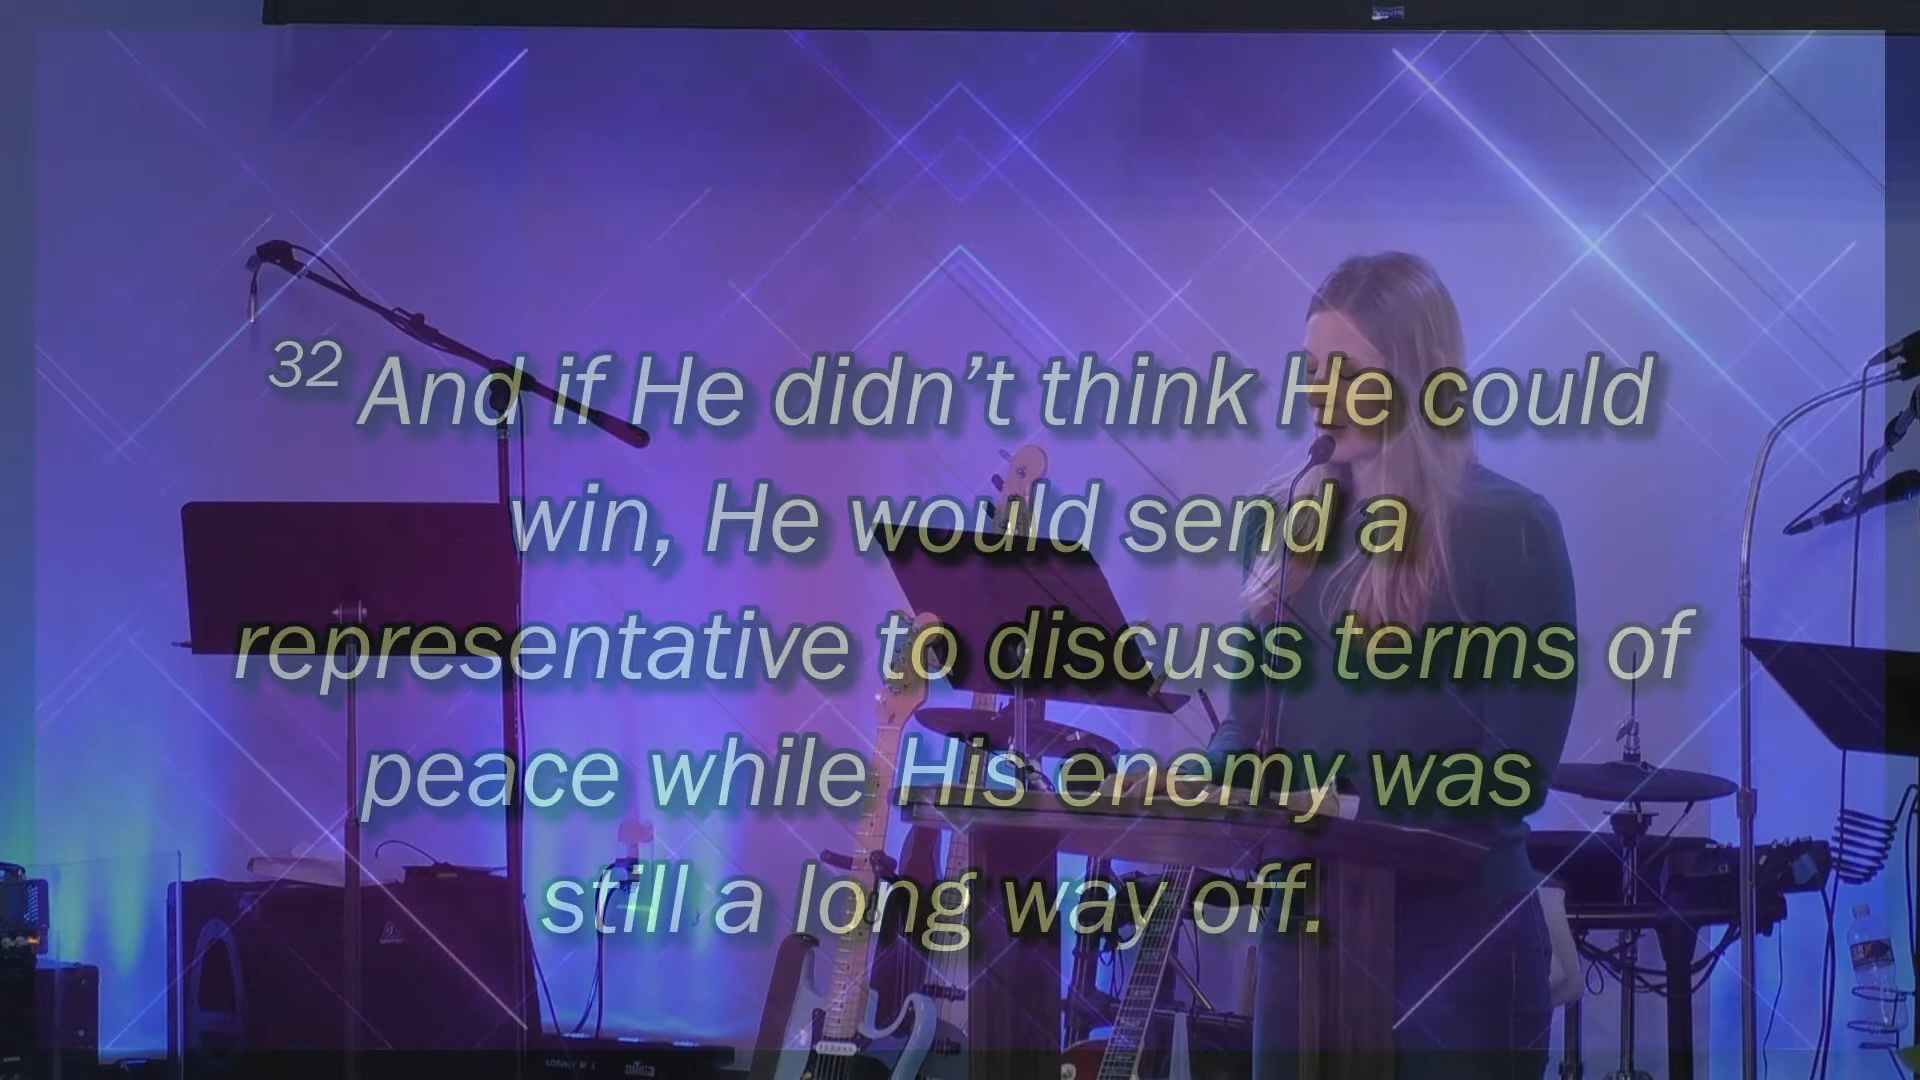 32 And if He didn’t think He could
win, He would send a
representative to discuss terms of
peace while His enemy was
still a long way off.